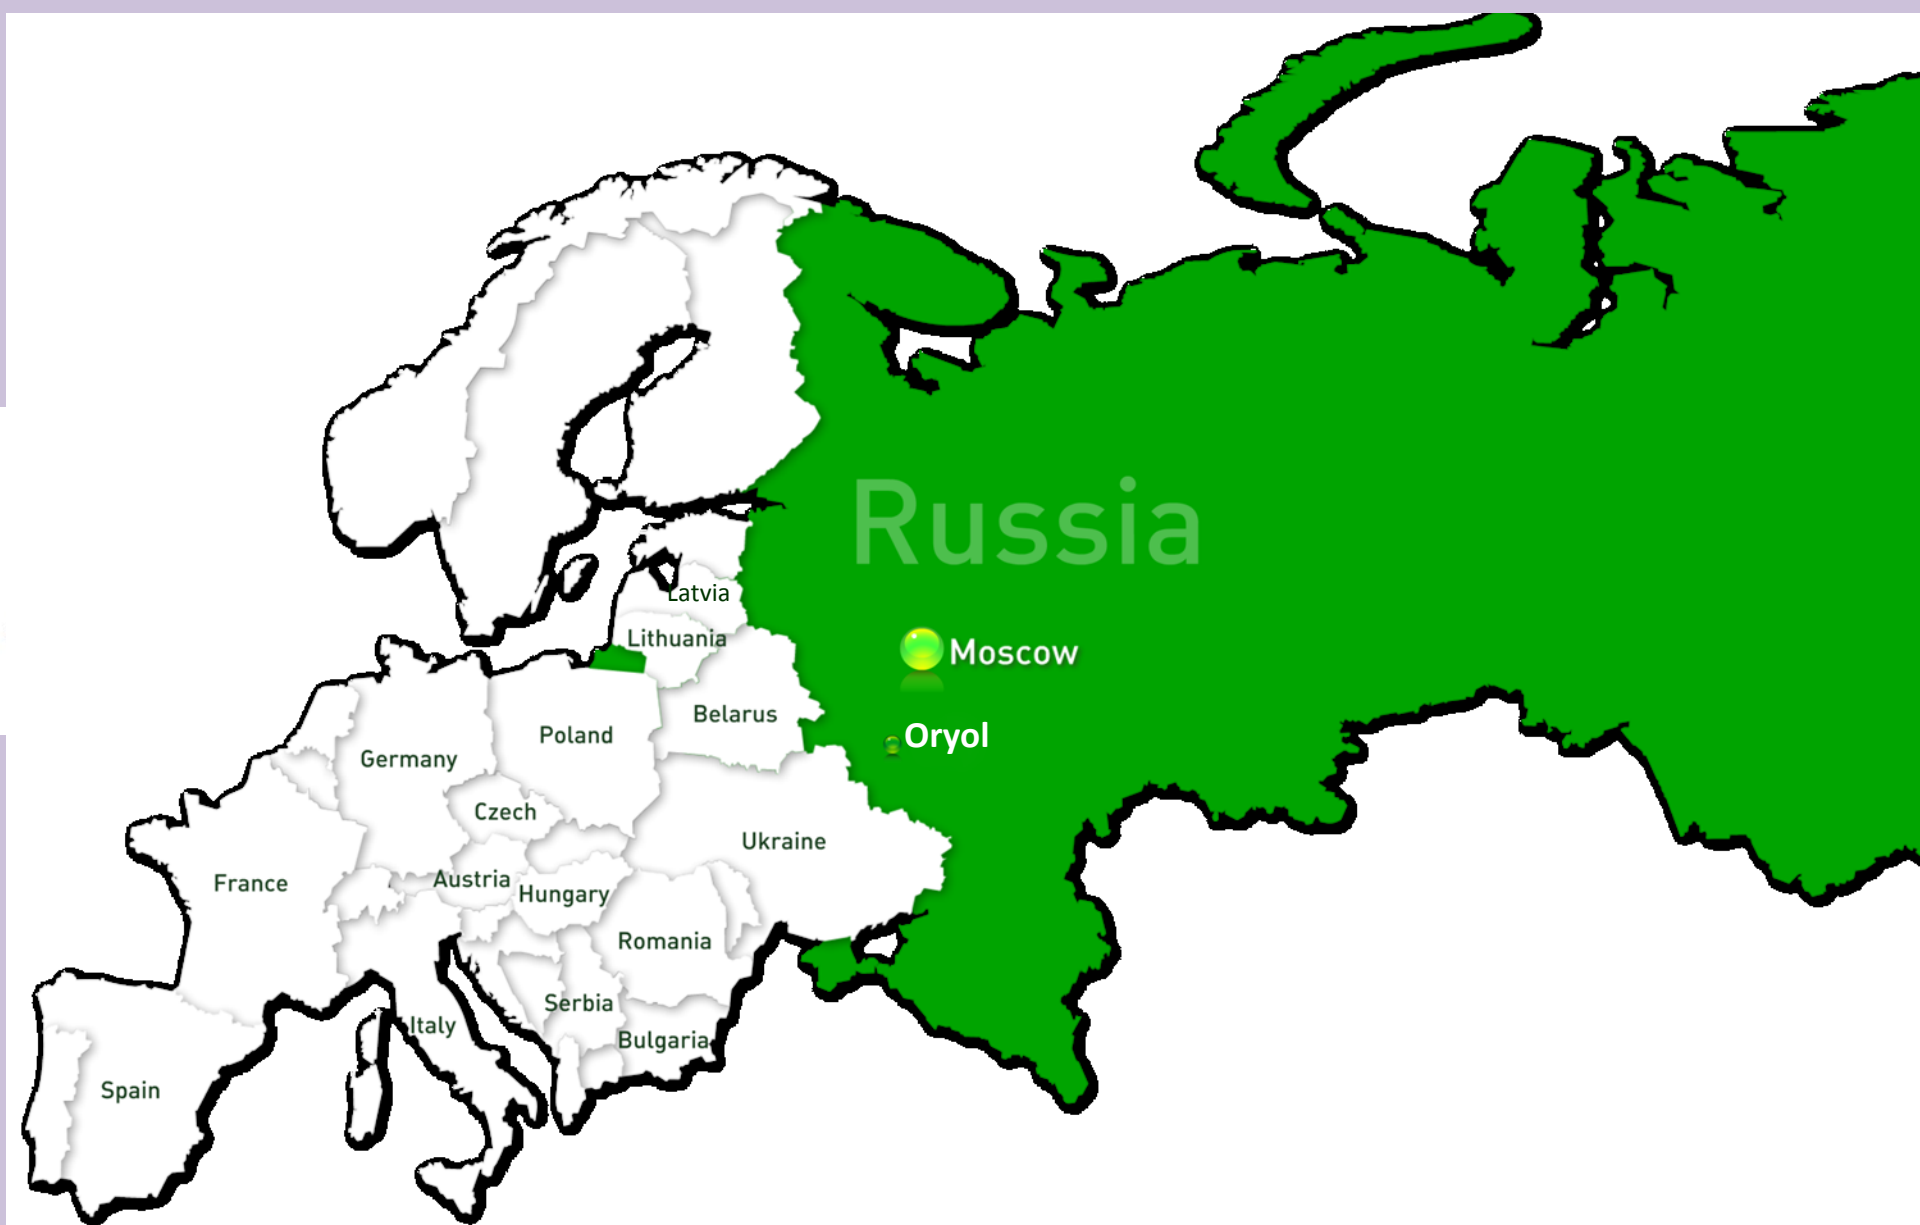 Russia
Latvia
Lithuania
Moscow
Belarus
Oryol
Poland
Germany
Czech
Ukraine
France
Austria
Hungary
Romania
Serbia
Italy
Bulgaria
Spain